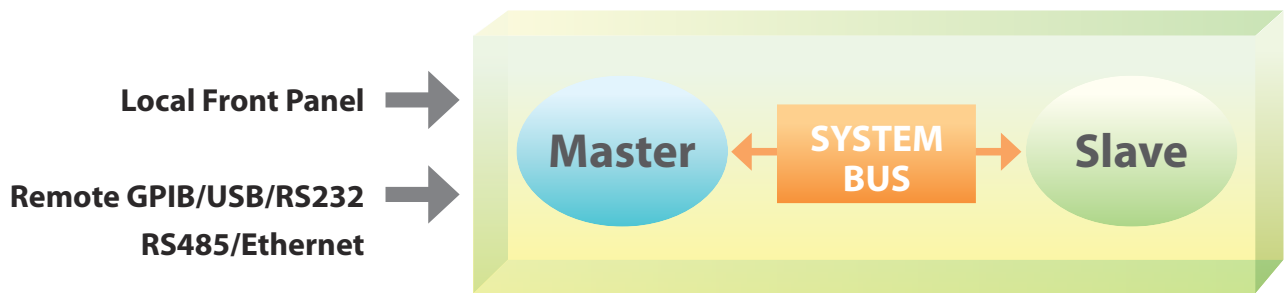 Local Front Panel
Remote GPIB/USB/RS232
RS485/Ethernet
Master
SYSTEM
BUS
Slave